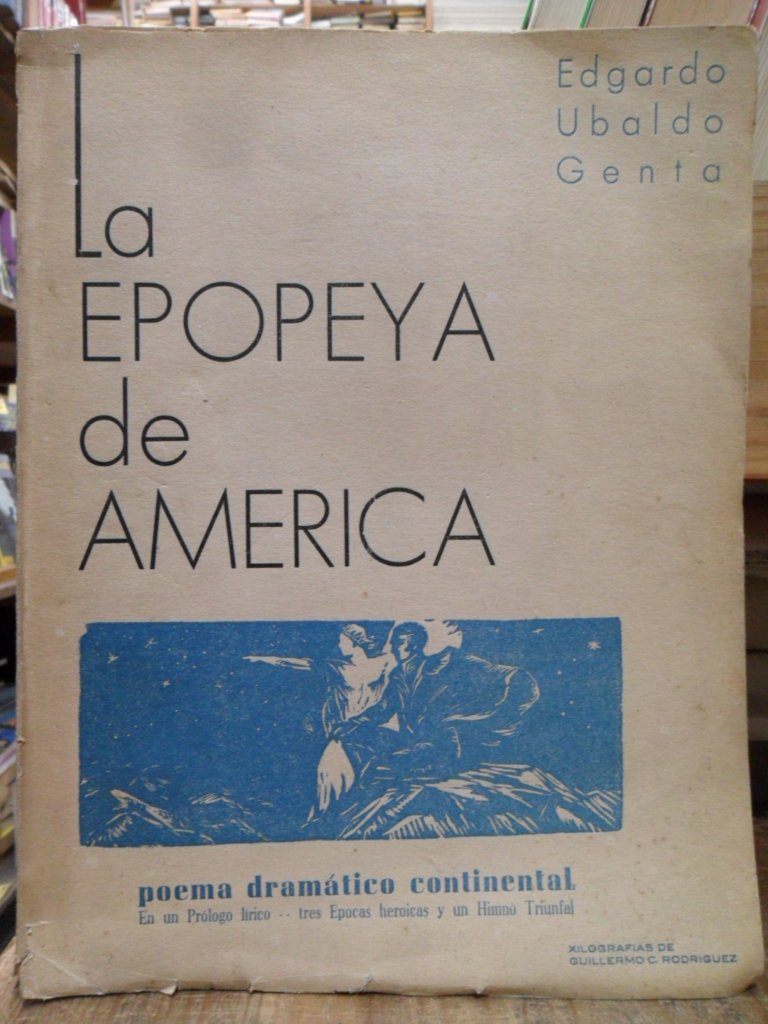 Edgardo
Ubaldo
Genta
La
EPOPEYA
de
AMERICA
poema dramático continental
En un Prólogo lírico -- tres Epocas heroicas y un Himno Triunfal
XILOGRAFIAS DE
GUILLERMO C. RODRIGUEZ